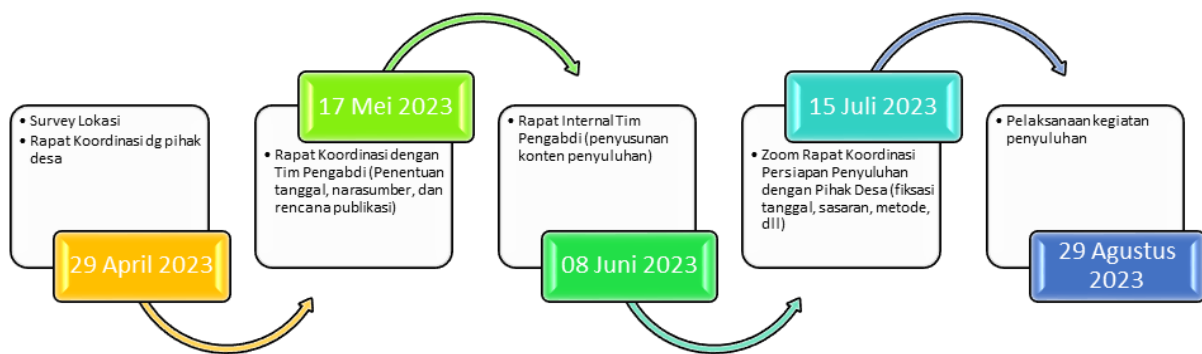 • Survey Lokasi
• Rapat Koordinasi dg pihak
desa
29 April 2023
17 Mei 2023
• Rapat Koordinasi dengan
Tim Pengabdi (Penentuan
tanggal, narasumber, dan
rencana publikasi)
• Rapat Internal Tim
Pengabdi (penyusunan
konten penyuluhan)
08 Juni 2023
15 Juli 2023
• Zoom Rapat Koordinasi
Persiapan Penyuluhan
dengan Pihak Desa (fiksasi
tanggal, sasaran, metode,
dll)
• Pelaksanaan kegiatan
penyuluhan
29 Agustus
2023